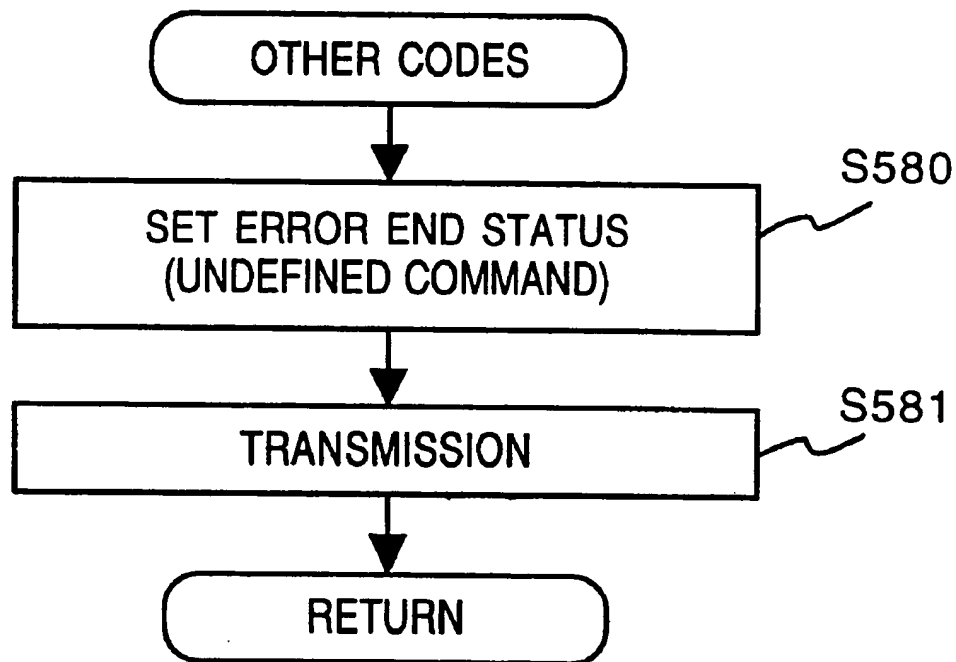 OTHER CODES
S580
SET ERROR END STATUS
(UNDEFINED COMMAND)
S581
TRANSMISSION
RETURN